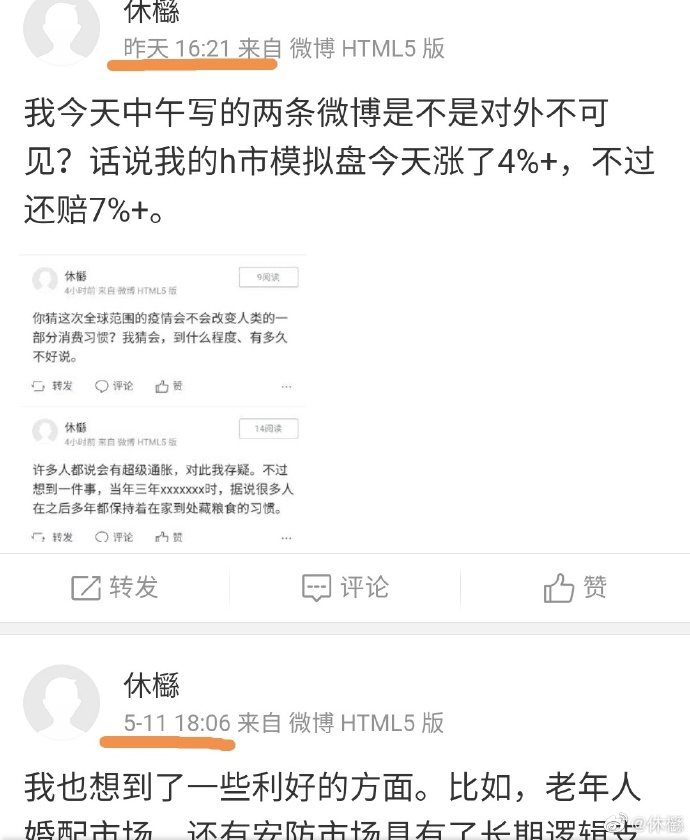 休櫾
昨天 16:21 来自 微博 HTML5 版
我今天中午写的两条微博是不是对外不可
见？话说我的h市模拟盘今天涨了4%+，不过
还赔7%+。
休櫾
9阅读
4小时前 来自 微博 HTML5 版
你猜这次全球范围的疫情会不会改变人类的一
部分消费习惯？我猜会，到什么程度、有多久
不好说。
转发 评论 赞 ...
休櫾
14阅读
4小时前 来自 微博 HTML5 版
许多人都说会有超级通胀，对此我存疑。不过
想到一件事，当年三年xxxxxxx时，据说很多人
在之后多年都保持着在家到处藏粮食的习惯。
转发 评论 赞 ...
转发 评论 赞
休櫾
5-11 18:06 来自 微博 HTML5 版
我也想到了一些利好的方面。比如，老年人
婚配市场，还有安防市场具有了长期逻辑支
@休櫾